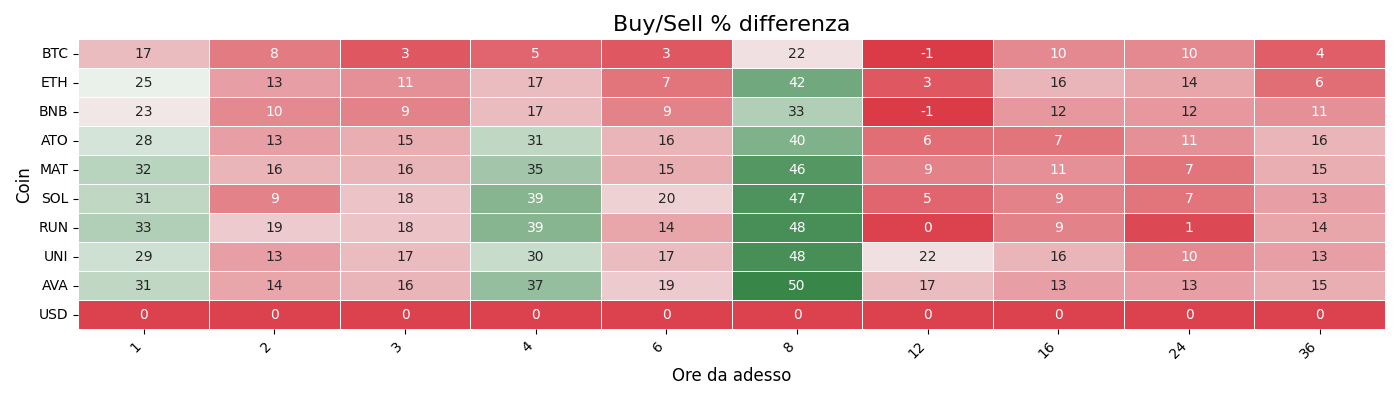 Buy/Sell % differenza
Coin
BTC 17 8 3 5 3 22 -1 10 10 4
ETH 25 13 11 17 7 42 3 16 14 6
BNB 23 10 9 17 9 33 -1 12 12 11
ATO 28 13 15 31 16 40 6 7 11 16
MAT 32 16 16 35 15 46 9 11 7 15
SOL 31 9 18 39 20 47 5 9 7 13
RUN 33 19 18 39 14 48 0 9 1 14
UNI 29 13 17 30 17 48 22 16 10 13
AVA 31 14 16 37 19 50 17 13 13 15
USD 0 0 0 0 0 0 0 0 0 0
1 2 3 4 6 8 12 16 24 36
Ore da adesso